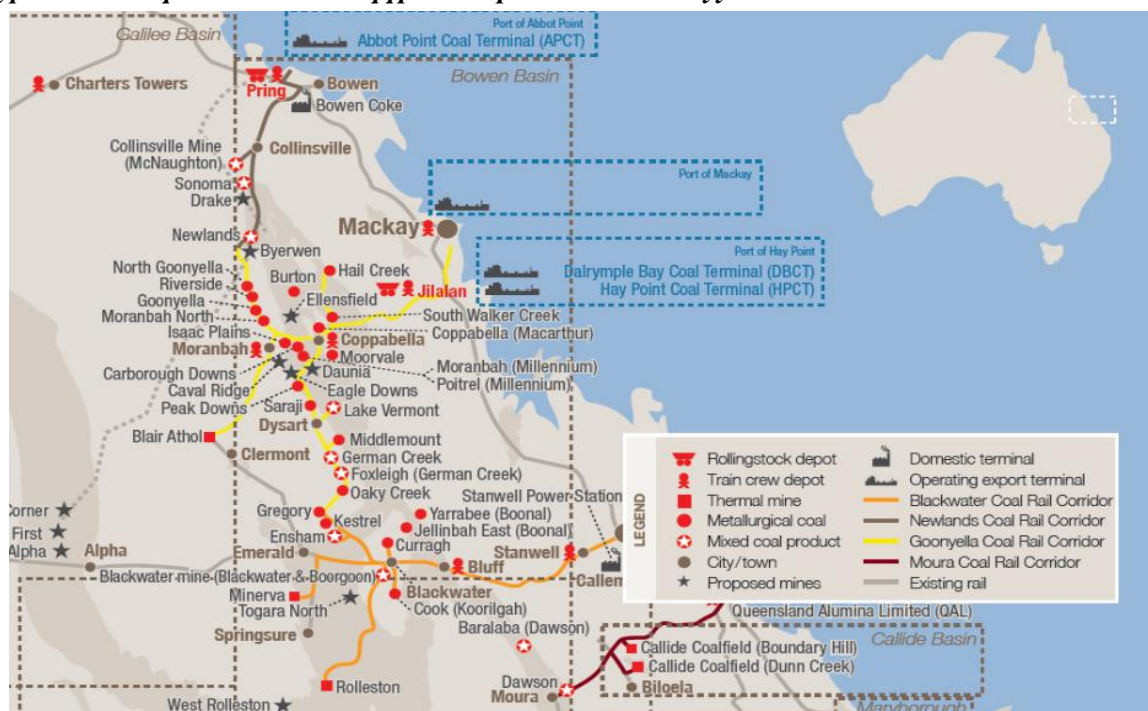 Galilee Basin
Port of Abbot Point
Abbot Point Coal Terminal (APCT)
Bowen Basin
Charters Towers
Pring
Bowen
Bowen Coke
Collinsville Mine
(McNaughton)
Collinsville
Sonoma
Drake
Port of Mackay
Mackay
Newlands
Byerwen
Port of Hay Point
Dalrymple Bay Coal Terminal (DBCT)
Hay Point Coal Terminal (HPCT)
North Goonyella
Riverside
Goonyella
Moranbah North
Burton
Hail Creek
Ellensfield
Jilalan
South Walker Creek
Coppabella (Macarthur)
Isaac Plains
Moranbah
Coppabella
Moorvale
Moranbah (Millennium)
Poitrel (Millennium)
Carborough Downs
Caval Ridge
Peak Downs
Daunia
Eagle Downs
Saraji
Lake Vermont
Dysart
Blair Athol
Clermont
Middlemount
German Creek
Foxleigh (German Creek)
Oaky Creek
Stanwell Power Station
Gregory
Kestrel
Ensham
Yarrabee (Boonal)
Jellinbah East (Boonal)
Curragh
Corner
First
Alpha
Alpha
Emerald
Bluff
Stanwell
Callem
Blackwater mine (Blackwater & Boorgoon)
Blackwater
Minerva
Togara North
Cook (Koorilgah)
Baralaba (Dawson)
Springsure
Rolleston
West Rolleston
Dawson
Moura
Queensland Alumina Limited (QAL)
Callide Basin
Callide Coalfield (Boundary Hill)
Callide Coalfield (Dunn Creek)
Biloela
Maryborough
LEGEND
Rollingstock depot
Train crew depot
Thermal mine
Metallurgical coal
Mixed coal product
City/town
Proposed mines
Domestic terminal
Operating export terminal
Blackwater Coal Rail Corridor
Newlands Coal Rail Corridor
Goonyella Coal Rail Corridor
Moura Coal Rail Corridor
Existing rail